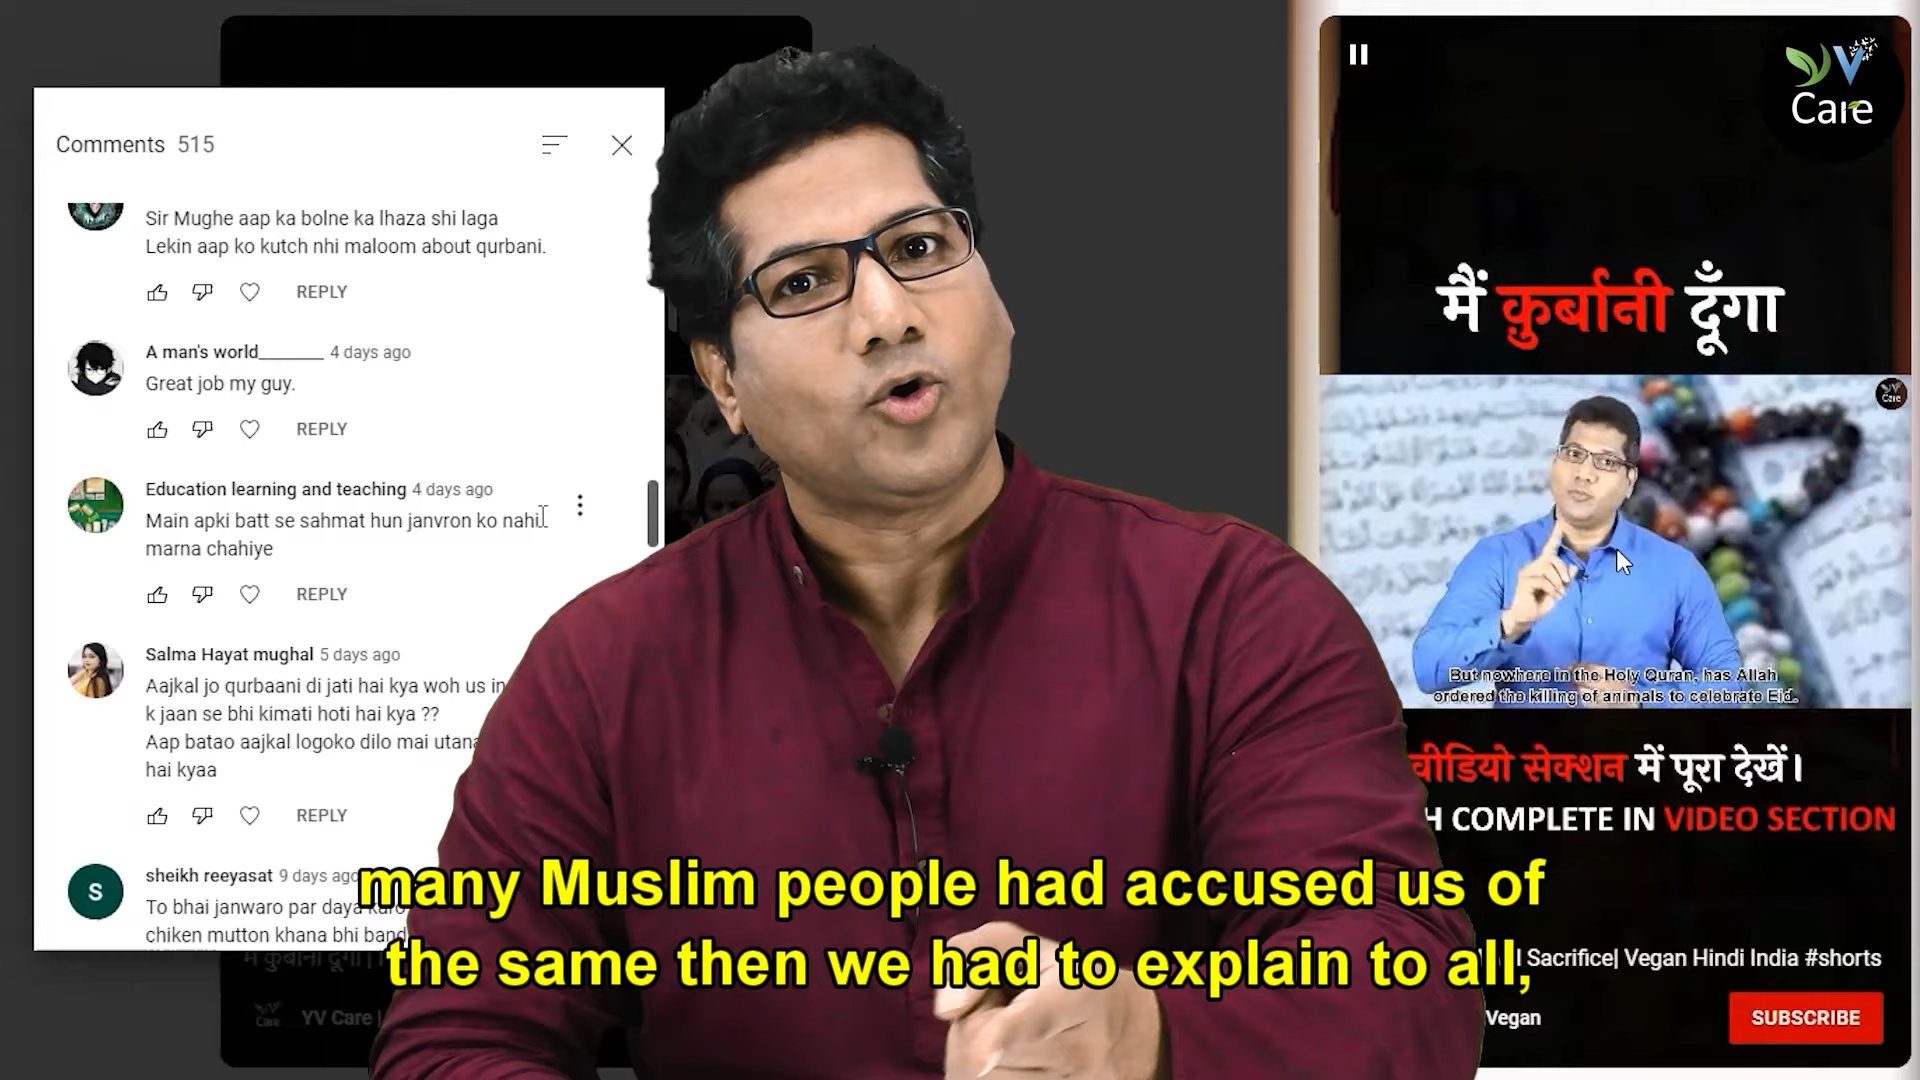 Comments 515
Sir Mughe aap ka bolne ka lhaza shi laga
Lekin aap ko kutch nhi maloom about qurbani.
REPLY
A man's world________ 4 days ago
Great job my guy.
REPLY
Education learning and teaching 4 days ago
Main apki batt se sahmat hun janvron ko nahi
marna chahiye
REPLY
Salma Hayat mughal 5 days ago
Aajkal jo qurbaani di jati hai kya woh us
k jaan se bhi kimati hoti hai kya ??
Aap batao aajkal logoko dilo mai
hai kyaa
REPLY
S
sheikh reeyasat 9 days ago
To bhai janwaro par daya
chiken mutton khana bhi
YV Care
YV
Care
मैं क़ुर्बानी दूँगा
YV
Care
But nowhere in the Holy Quran, has Allah
ordered the killing of animals to celebrate Eid.
वीडियो सेक्शन में पूरा देखें।
COMPLETE IN VIDEO SECTION
Sacrifice| Vegan Hindi India #shorts
Vegan
SUBSCRIBE
many Muslim people had accused us of
the same then we had to explain to all,